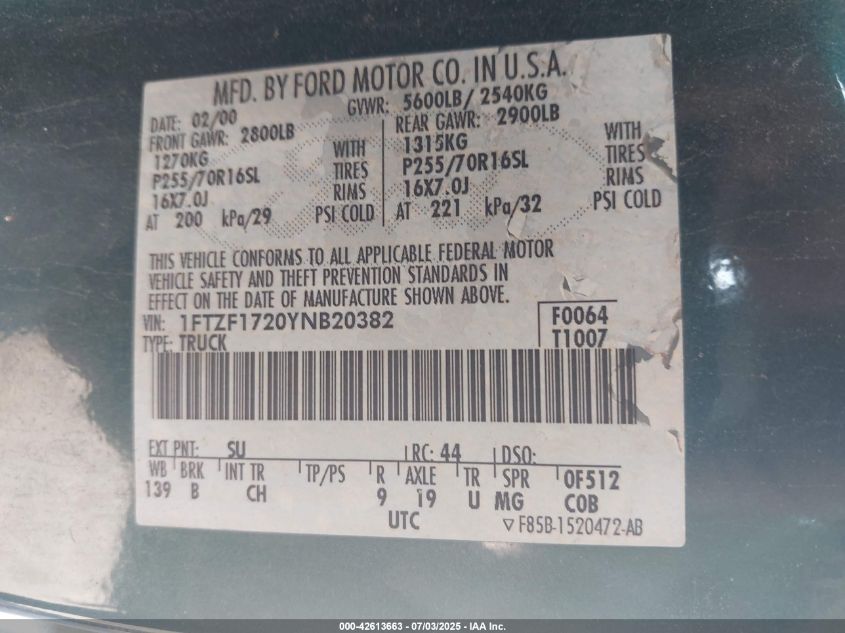 MFD. BY FORD MOTOR CO. IN U.S.A.
DATE: 02/00 GVWR: 5600LB/ 2540KG
FRONT GAWR: 2800LB REAR GAWR: 2900LB
1270KG WITH 1315KG WITH
P255/70R16SL TIRES P255/70R16SL TIRES
16X7.0J RIMS 16X7.0J RIMS
AT 200 kPa/29 PSI COLD AT 221 kPa/32 PSI COLD
THIS VEHICLE CONFORMS TO ALL APPLICABLE FEDERAL MOTOR
VEHICLE SAFETY AND THEFT PREVENTION STANDARDS IN
EFFECT ON THE DATE OF MANUFACTURE SHOWN ABOVE.
VIN: 1FTZF1720YNB20382 F0064
TYPE: TRUCK T1007
EXT PNT: SU RC: 44 DSO:
WB BRK INT TR TP/PS R AXLE TR SPR 0F512
139 B CH 9 19 U MG COB
UTC ▽ F85B-1520472-AB
000-42613663 - 07/03/2025 - IAA Inc.